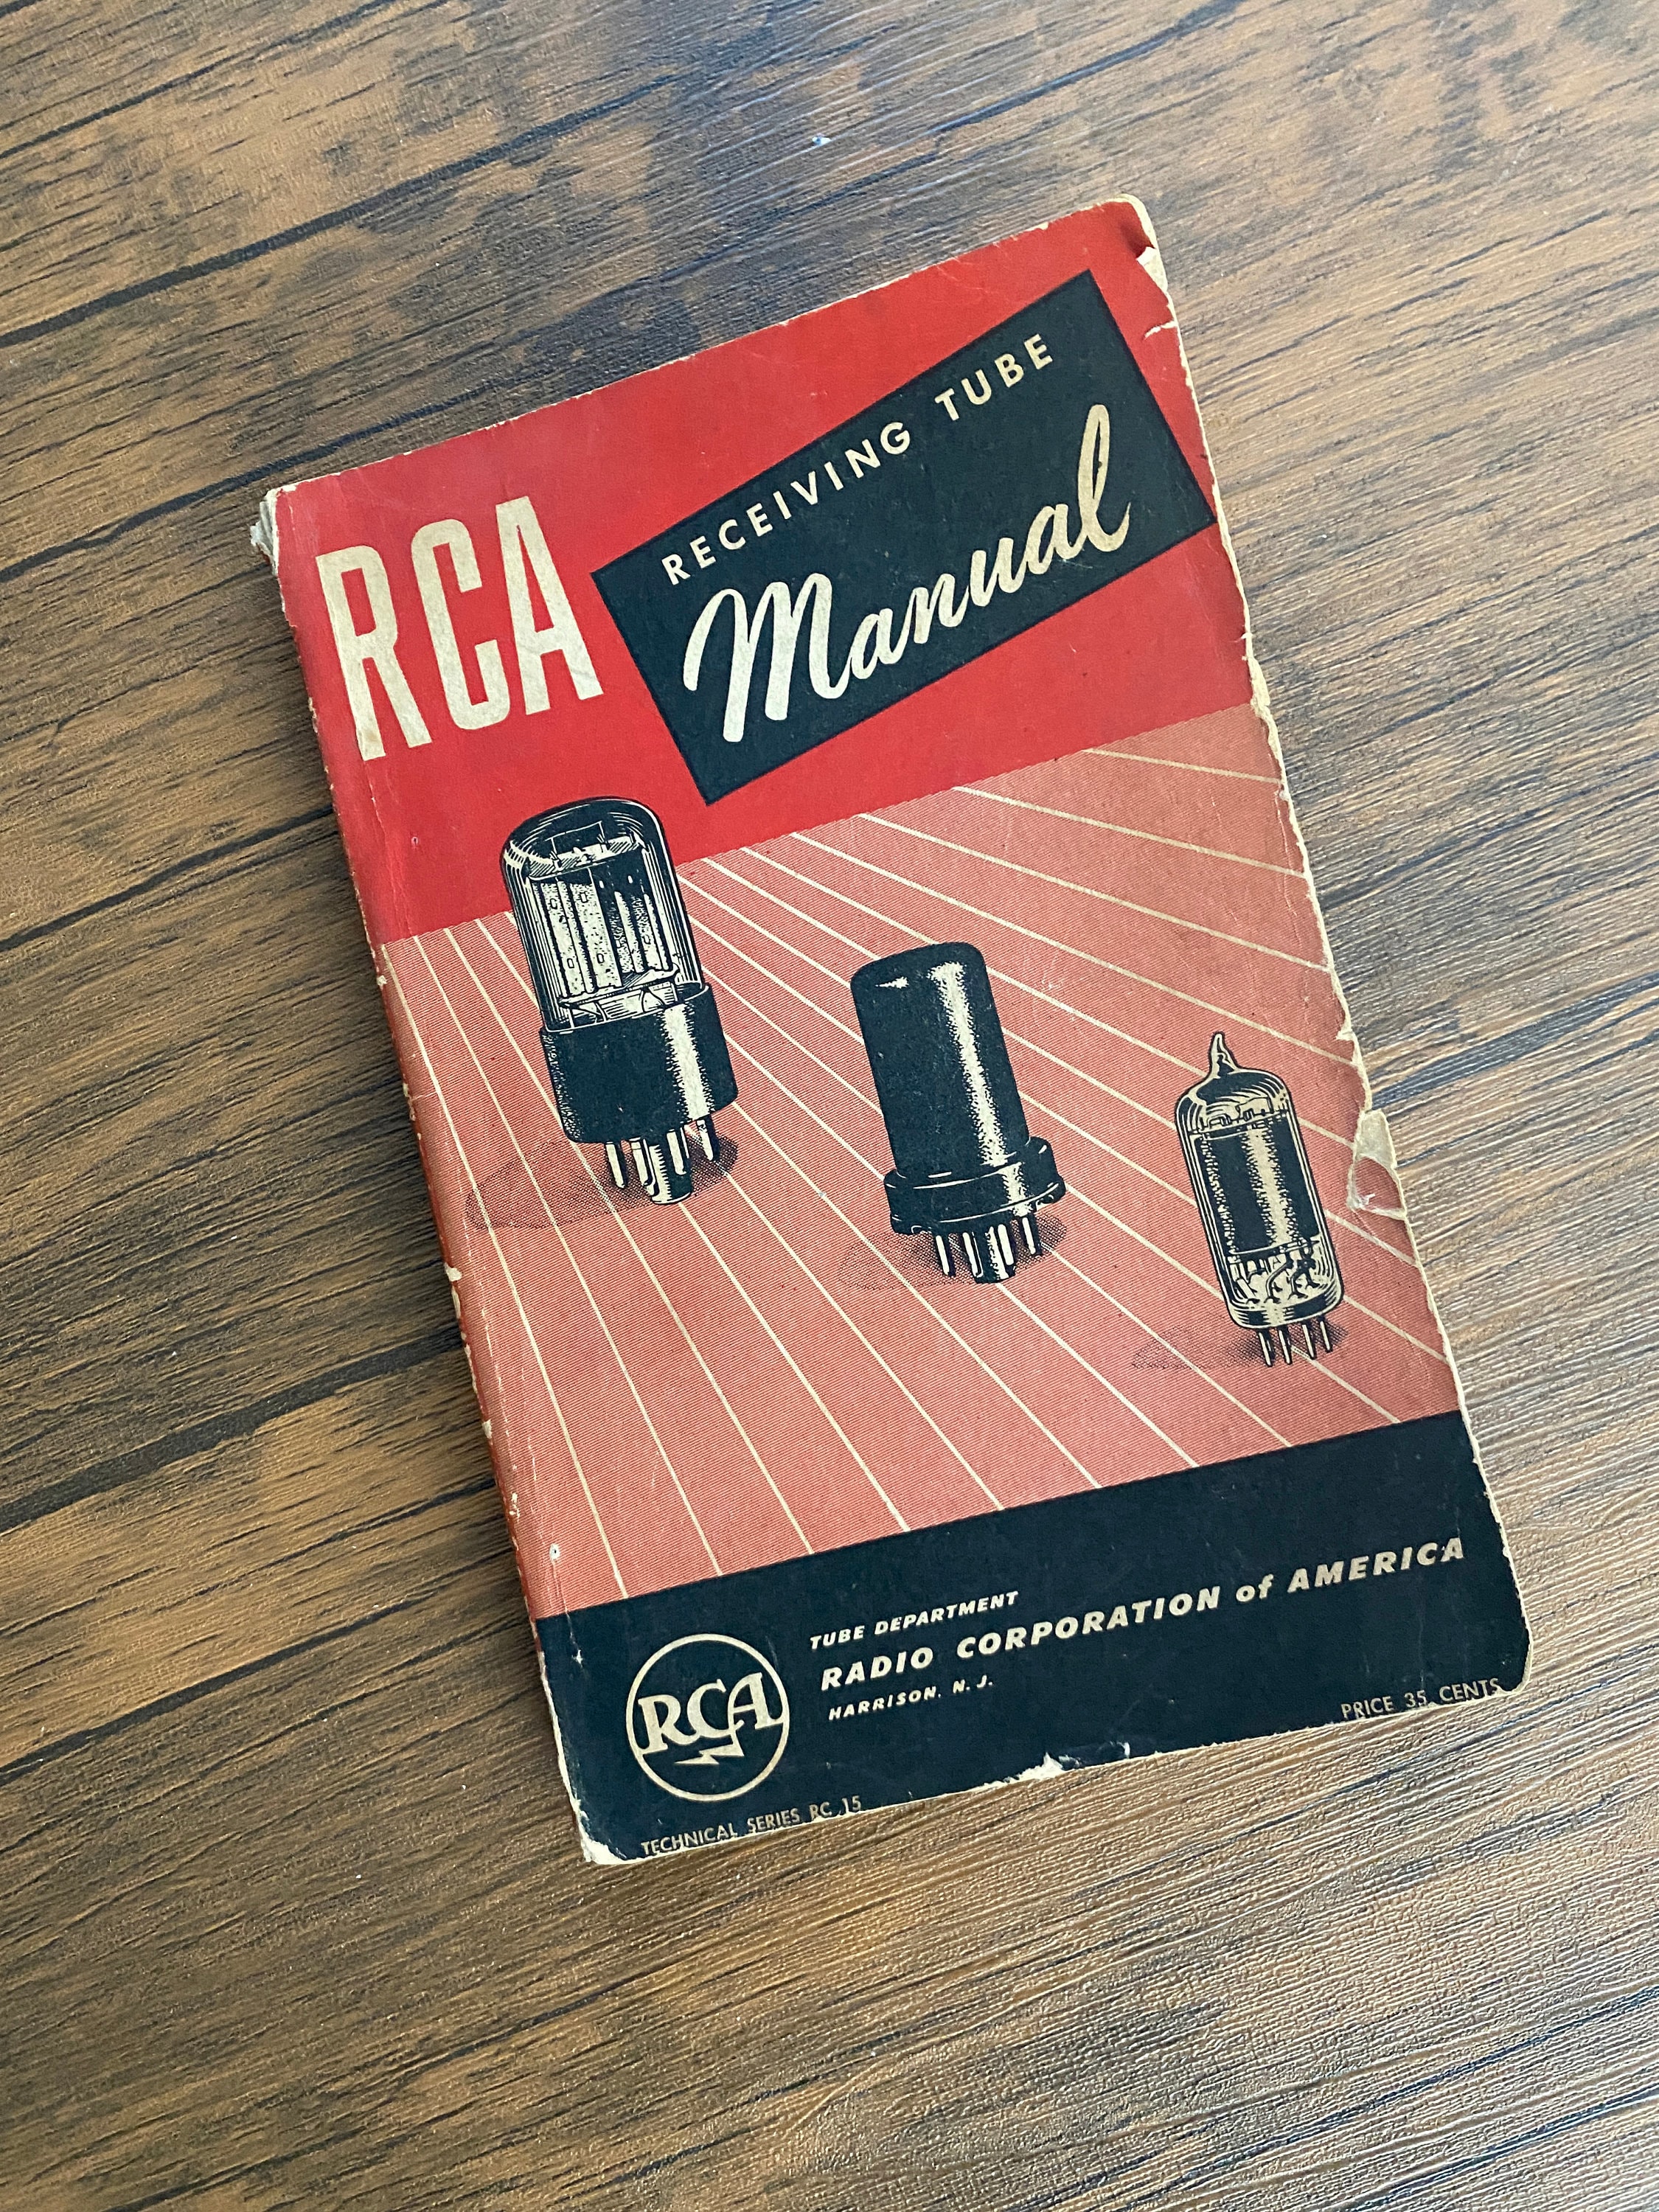 RCA
RECEIVING TUBE
Manual
TUBE DEPARTMENT
RADIO CORPORATION of AMERICA
HARRISON, N. J.
RCA
PRICE 35 CENTS
TECHNICAL SERIES RC 15